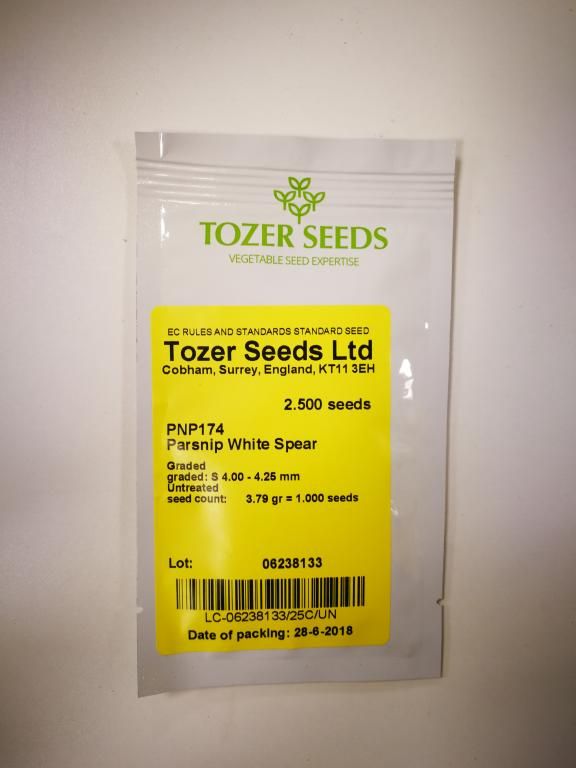 TOZER SEEDS
VEGETABLE SEED EXPERTISE
EC RULES AND STANDARDS STANDARD SEED
Tozer Seeds Ltd
Cobham, Surrey, England, KT11 3EH
2.500 seeds
PNP174
Parsnip White Spear
Graded
graded: S 4.00 - 4.25 mm
Untreated
seed count: 3.79 gr = 1.000 seeds
Lot: 06238133
LC-06238133/25C/UN
Date of packing: 28-6-2018